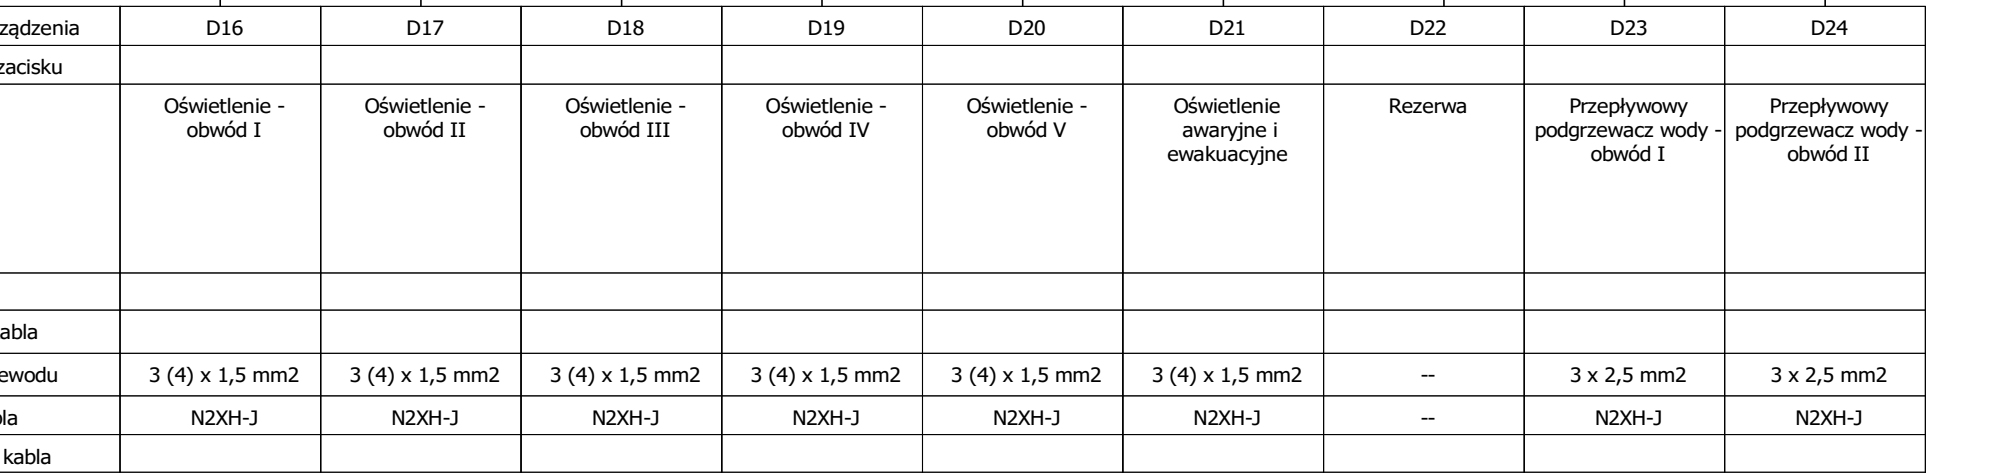 ządzenia D16 D17 D18 D19 D20 D21 D22 D23 D24
zacisku
Oświetlenie - Oświetlenie - Oświetlenie - Oświetlenie - Oświetlenie - Oświetlenie Rezerwa Przepływowy Przepływowy
obwód I obwód II obwód III obwód IV obwód V awaryjne i podgrzewacz wody - podgrzewacz wody -
ewakuacyjne obwód I obwód II
abla
ewodu 3 (4) x 1,5 mm2 3 (4) x 1,5 mm2 3 (4) x 1,5 mm2 3 (4) x 1,5 mm2 3 (4) x 1,5 mm2 3 (4) x 1,5 mm2 -- 3 x 2,5 mm2 3 x 2,5 mm2
bla N2XH-J N2XH-J N2XH-J N2XH-J N2XH-J N2XH-J -- N2XH-J N2XH-J
kabla